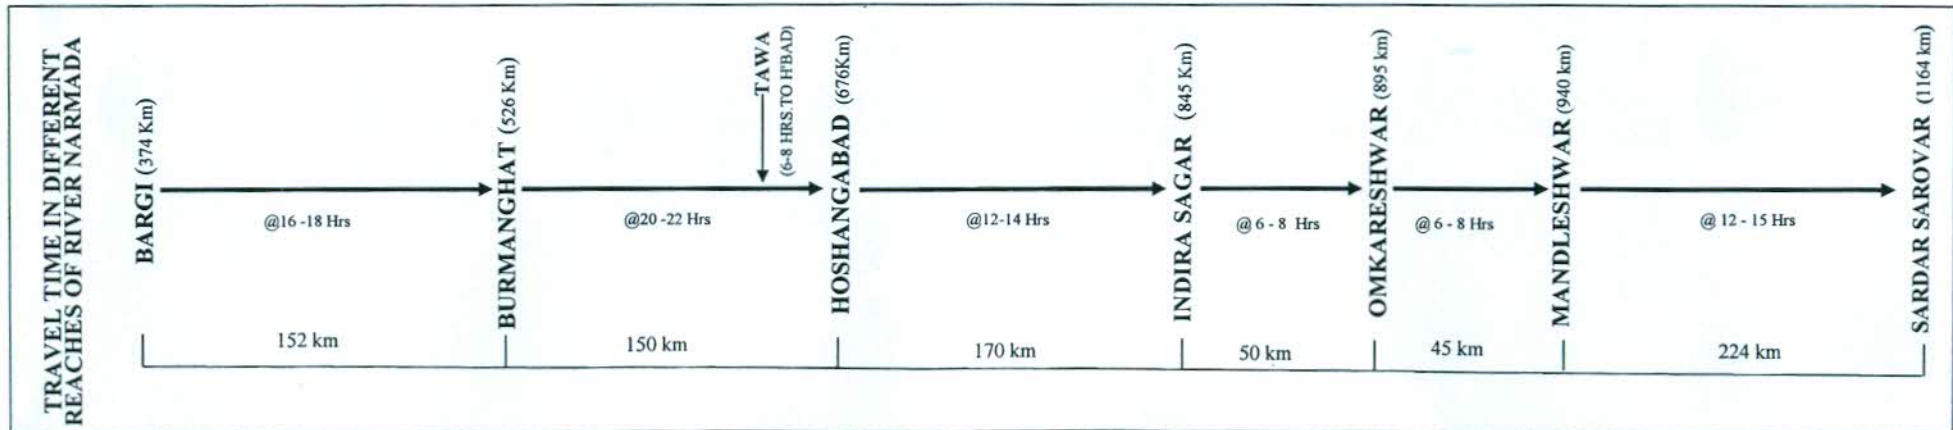 TRAVEL TIME IN DIFFERENT
REACHES OF RIVER NARMADA
BARGI (374 Km)
@16 -18 Hrs
152 km
BURMANGHAT (526 Km)
@20 -22 Hrs
150 km
TAWA
(6-8 HRS.TO H'BAD)
HOSHANGABAD (676Km)
@12-14 Hrs
170 km
INDIRA SAGAR (845 Km)
@ 6 - 8 Hrs
50 km
OMKARESHWAR (895 km)
@ 6 - 8 Hrs
45 km
MANDLESHWAR (940 km)
@ 12 - 15 Hrs
224 km
SARDAR SAROVAR (1164 km)